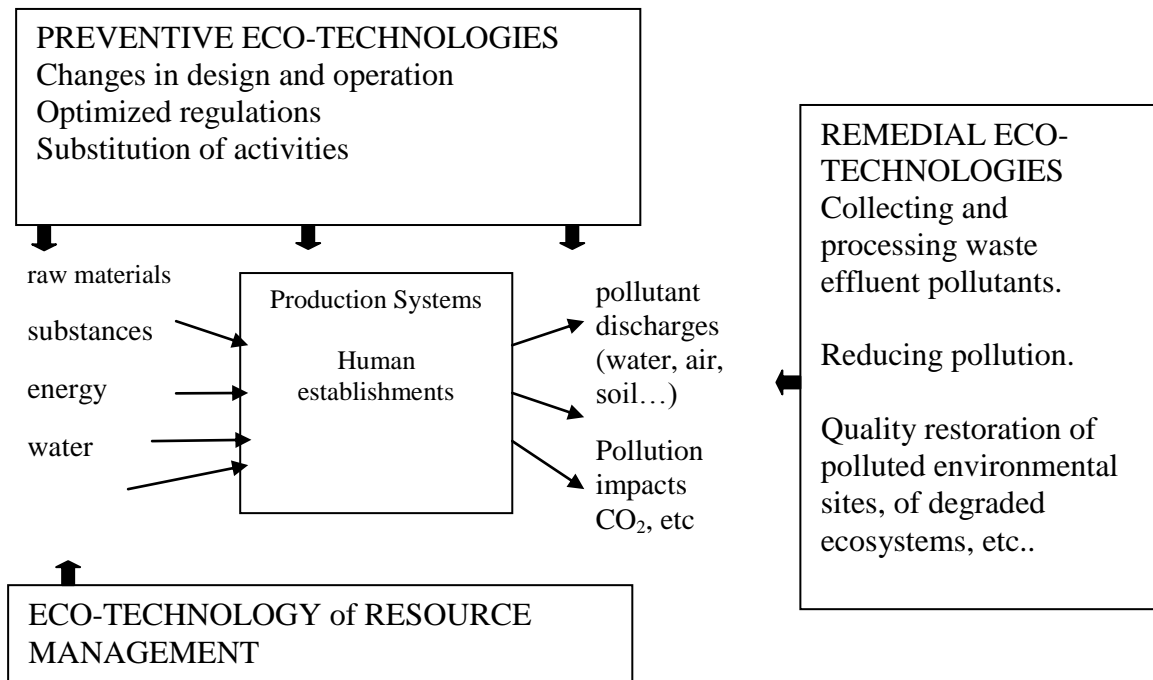 PREVENTIVE ECO-TECHNOLOGIES
Changes in design and operation
Optimized regulations
Substitution of activities
REMEDIAL ECO-
TECHNOLOGIES
Collecting and
processing waste
effluent pollutants.
Reducing pollution.
Quality restoration of
polluted environmental
sites, of degraded
ecosystems, etc..
raw materials
substances
energy
water
Production Systems
Human
establishments
pollutant
discharges
(water, air,
soil…)
Pollution
impacts
CO₂, etc
ECO-TECHNOLOGY of RESOURCE
MANAGEMENT